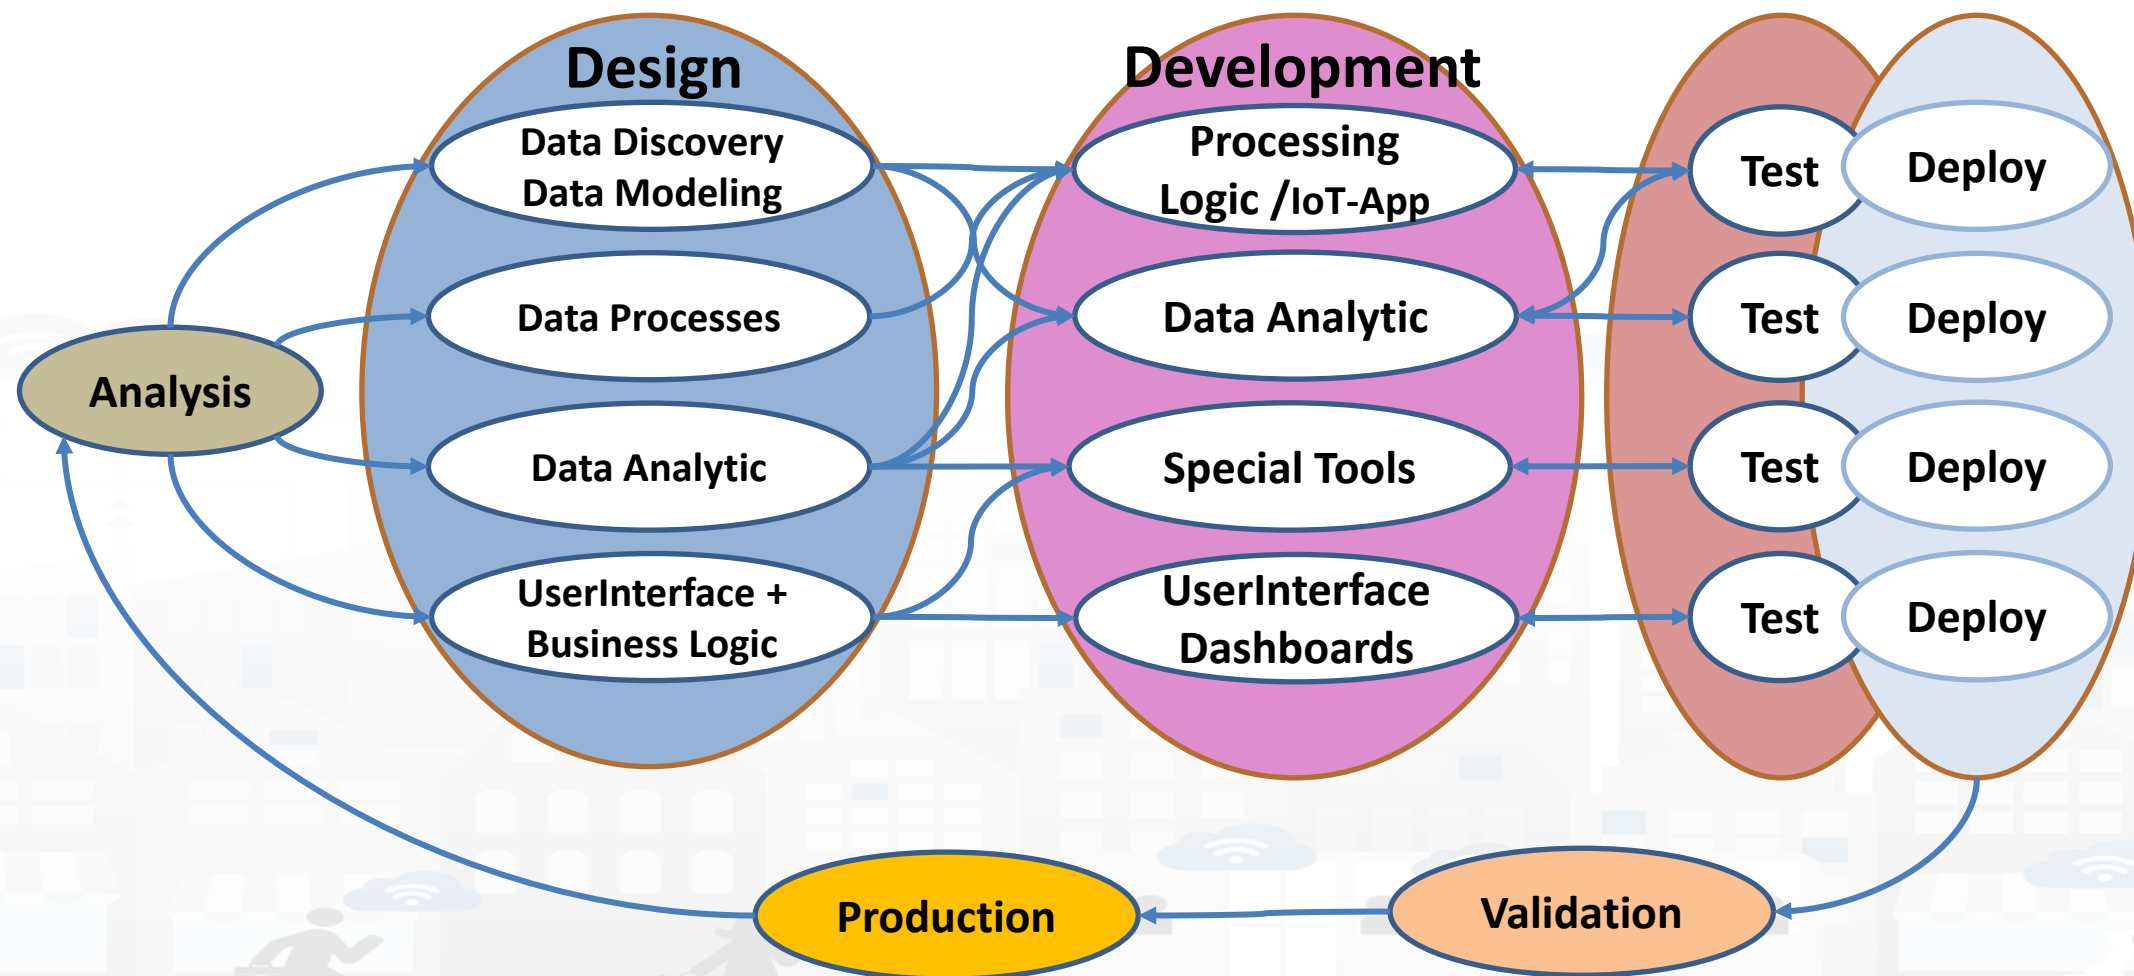 Design
Development
Data Discovery
Data Modeling
Processing
Logic /IoT-App
Test
Deploy
Data Processes
Data Analytic
Test
Deploy
Analysis
Data Analytic
Special Tools
Test
Deploy
UserInterface +
Business Logic
UserInterface
Dashboards
Test
Deploy
Production
Validation